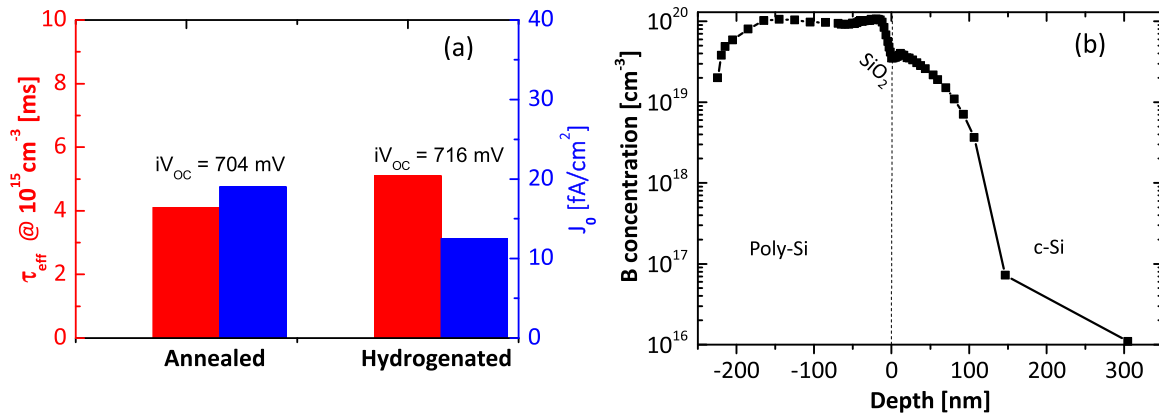 (a)
10
8
6
4
2
0
τeff @ 10^15 cm^-3 [ms]
iVOC = 704 mV
iVOC = 716 mV
40
30
20
10
0
J0 [fA/cm^2]
Annealed
Hydrogenated
(b)
10^20
10^19
10^18
10^17
10^16
B concentration [cm^-3]
SiO2
Poly-Si
c-Si
-200
-100
0
100
200
300
Depth [nm]